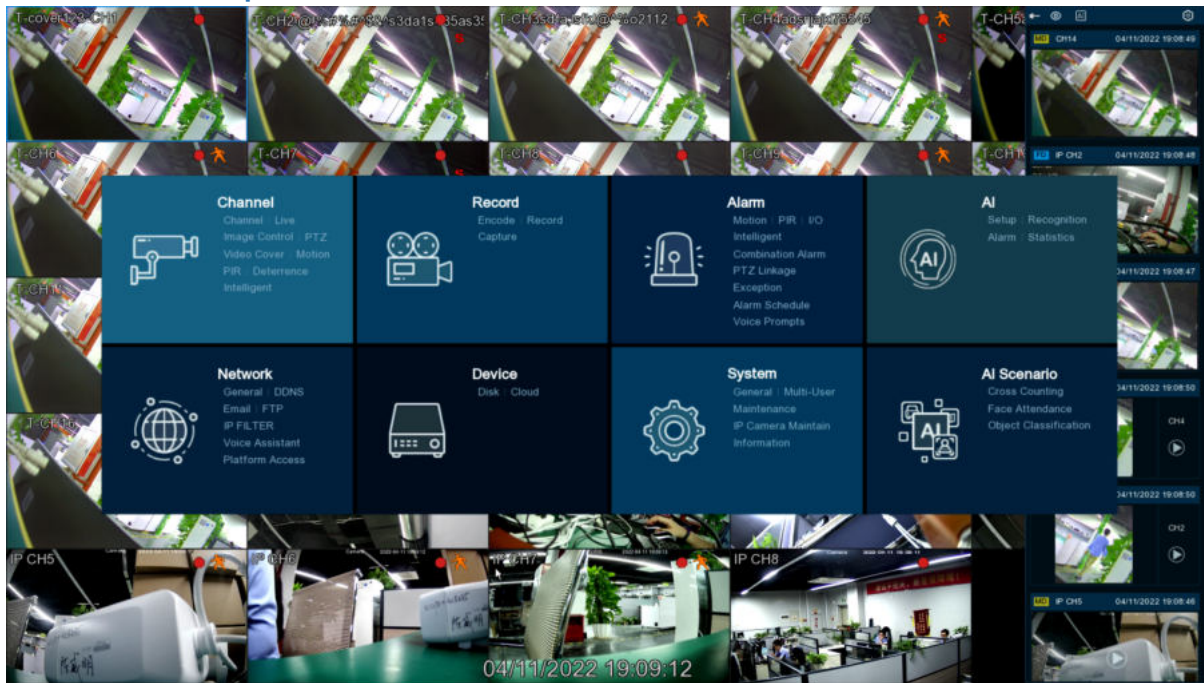 T-cover123-CH1
T-CH6
T-CH7
T-CH8
T-CH9
AI
CH14 04/11/2022 19:08:49
IP CH2 04/11/2022 19:08:48
04/11/2022 19:08:47
04/11/2022 19:08:50
CH4
04/11/2022 19:08:50
CH2
MD IP CH5 04/11/2022 19:08:46
Channel
Channel | Live
Image Control | PTZ
Video Cover | Motion
PIR | Deterrence
Intelligent
Record
Encode | Record
Capture
Alarm
Motion | PIR | I/O
Intelligent
Combination Alarm
PTZ Linkage
Exception
Alarm Schedule
Voice Prompts
AI
Setup | Recognition
Alarm | Statistics
AI
Network
General | DDNS
Email | FTP
IP FILTER
Voice Assistant
Platform Access
Device
Disk | Cloud
System
General | Multi-User
Maintenance
IP Camera Maintain
Information
AI Scenario
Cross Counting
Face Attendance
Object Classification
AI
T-CH16
IP CH5
IP CH6
IP CH7
IP CH8
04/11/2022 19:09:12